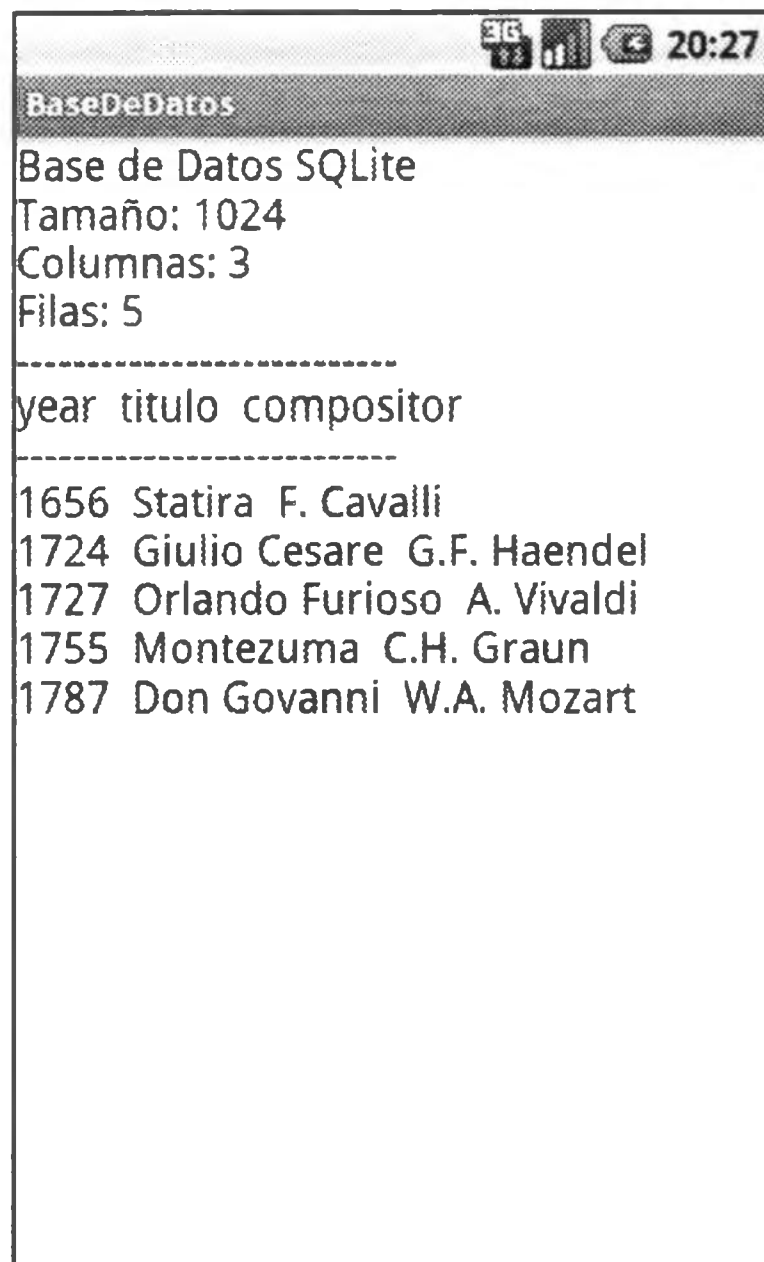 3G 20:27
BaseDeDatos
Base de Datos SQLite
Tamaño: 1024
Columnas: 3
Filas: 5
---------------------------
year titulo compositor
---------------------------
1656 Statira F. Cavalli
1724 Giulio Cesare G.F. Haendel
1727 Orlando Furioso A. Vivaldi
1755 Montezuma C.H. Graun
1787 Don Govanni W.A. Mozart